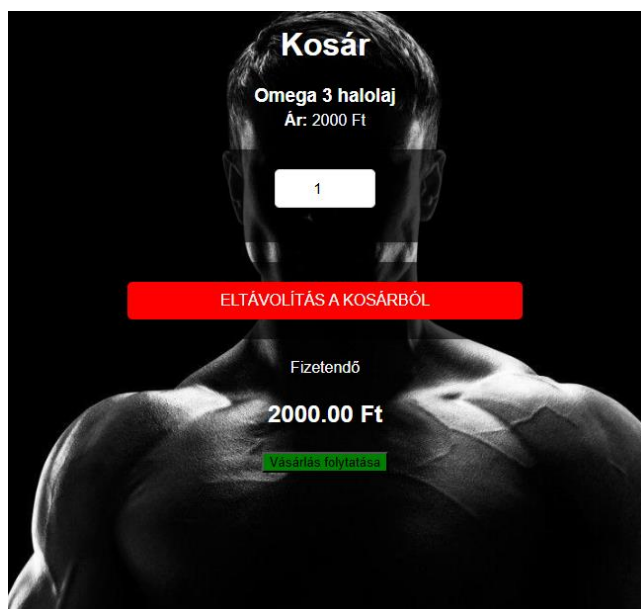 Kosár
Omega 3 halolaj
Ár: 2000 Ft
1
ELTÁVOLÍTÁS A KOSÁRBÓL
Fizetendő
2000.00 Ft
Vásárlás folytatása